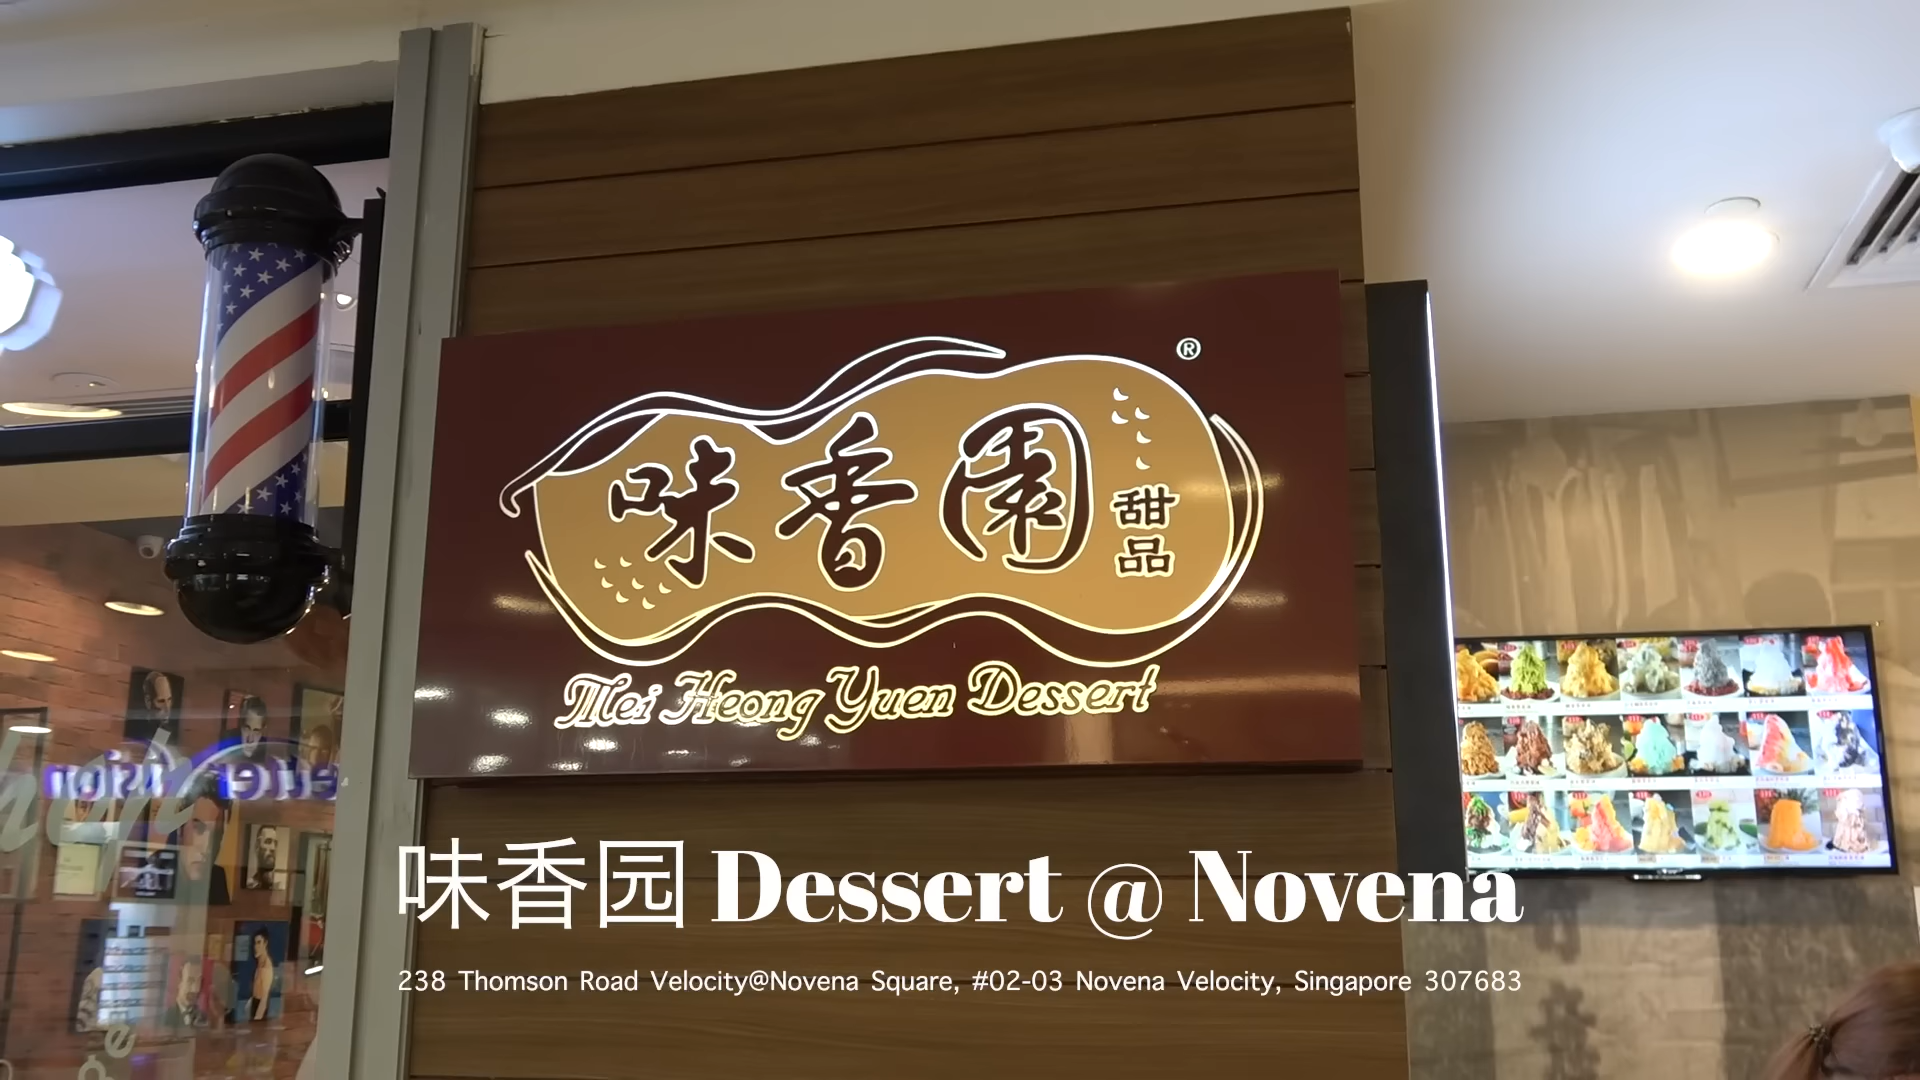 ®
味香園
甜品
Mei Heong Yuen Dessert
味香园 Dessert @ Novena
238 Thomson Road Velocity@Novena Square, #02-03 Novena Velocity, Singapore 307683